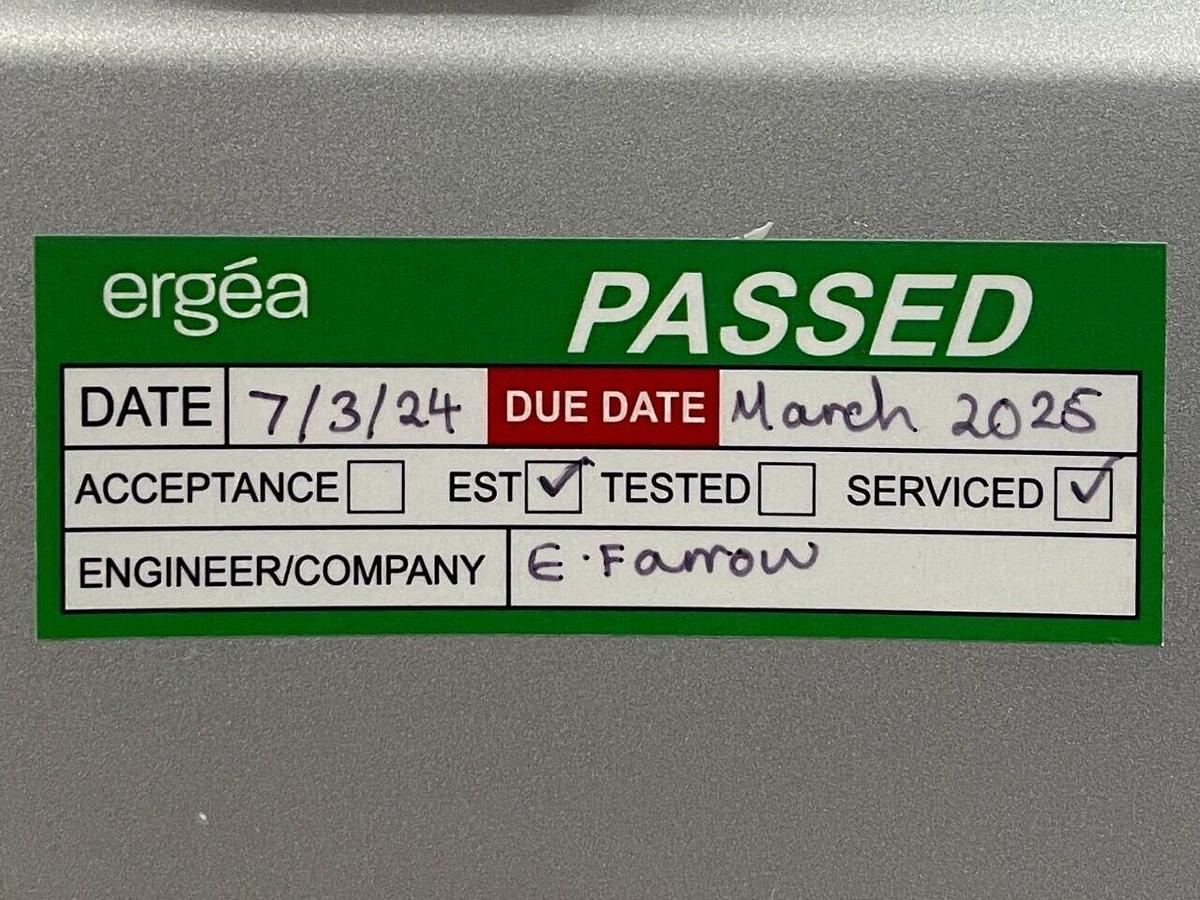 ergéa PASSED
DATE 7/3/24 DUE DATE March 2025
ACCEPTANCE EST TESTED SERVICED
ENGINEER/COMPANY E. Farrow